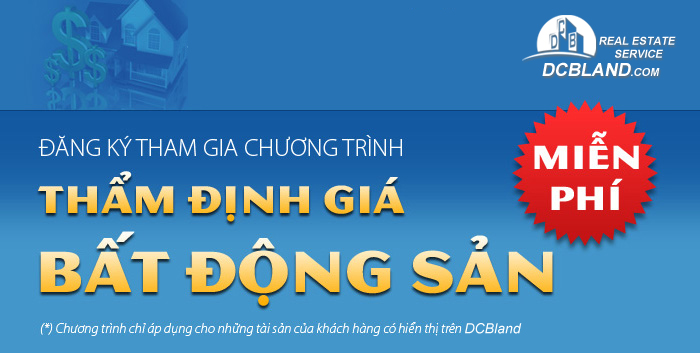 DCB
REAL ESTATE
SERVICE
DCBLAND.COM
ĐĂNG KÝ THAM GIA CHƯƠNG TRÌNH
THẨM ĐỊNH GIÁ
BẤT ĐỘNG SẢN
MIỄN
PHÍ
(*) Chương trình chỉ áp dụng cho những tài sản của khách hàng có hiển thị trên DCBland